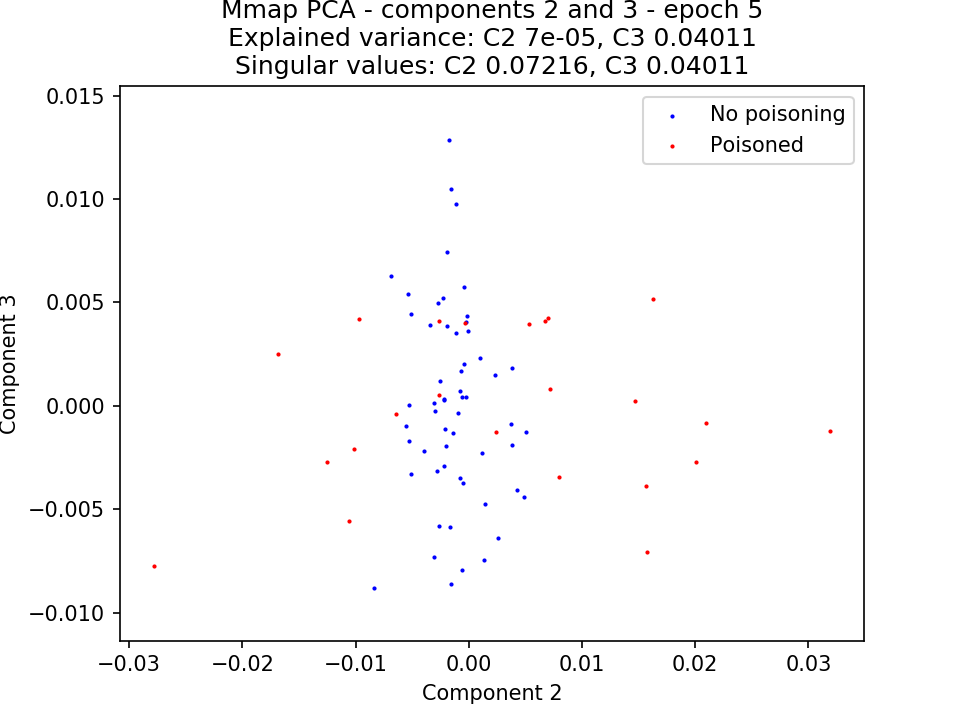 Mmap PCA - components 2 and 3 - epoch 5
Explained variance: C2 7e-05, C3 0.04011
Singular values: C2 0.07216, C3 0.04011
No poisoning
Poisoned
0.015
0.010
0.005
0.000
−0.005
−0.010
Component 3
−0.03
−0.02
−0.01
0.00
0.01
0.02
0.03
Component 2